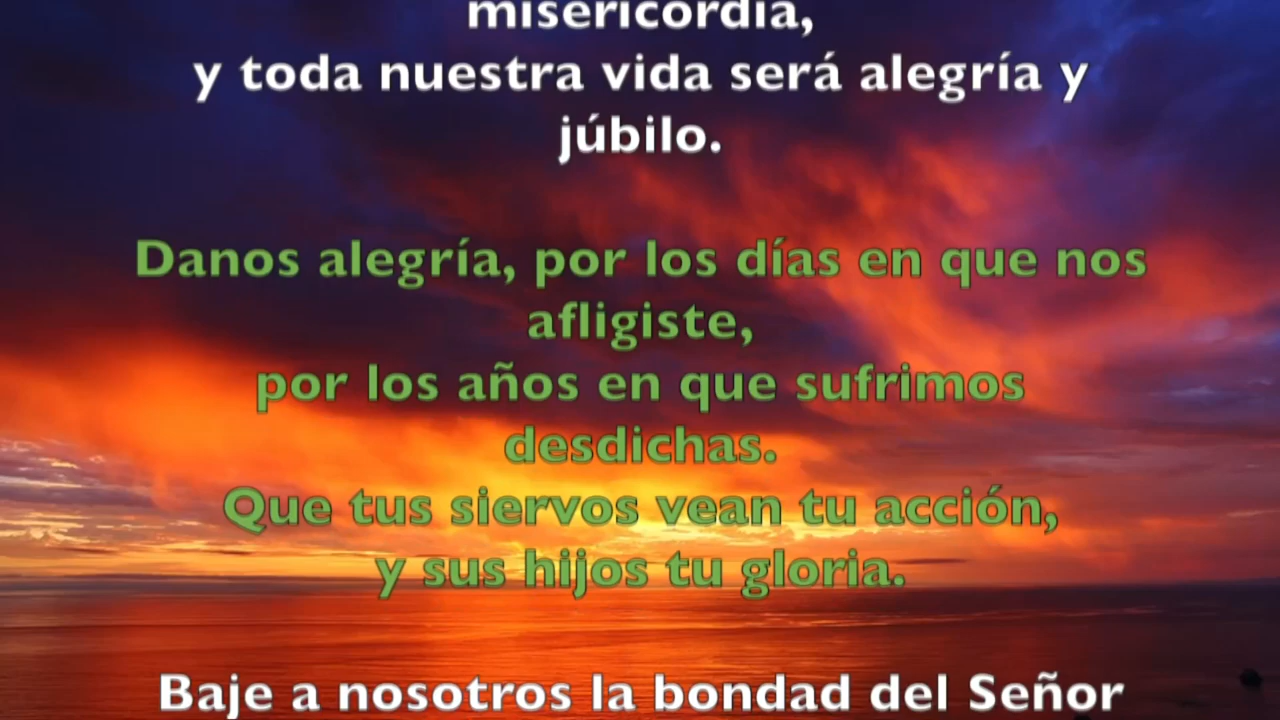 misericordia,
y toda nuestra vida será alegría y
júbilo.
Danos alegría, por los días en que nos
afligiste,
por los años en que sufrimos
desdichas.
Que tus siervos vean tu acción,
y sus hijos tu gloria.
Baje a nosotros la bondad del Señor